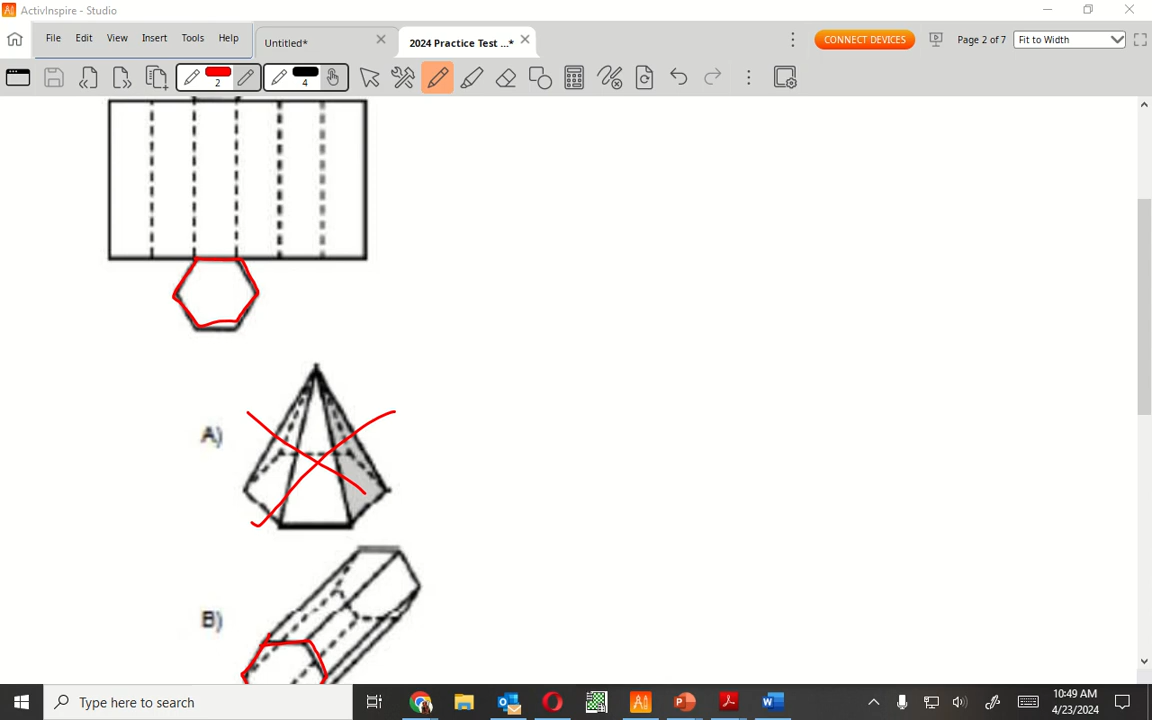 ActivInspire - Studio
File Edit View Insert Tools Help
Untitled*
2024 Practice Test ...*
CONNECT DEVICES
Page 2 of 7
Fit to Width
2
4
A)
B)
Type here to search
10:49 AM
4/23/2024